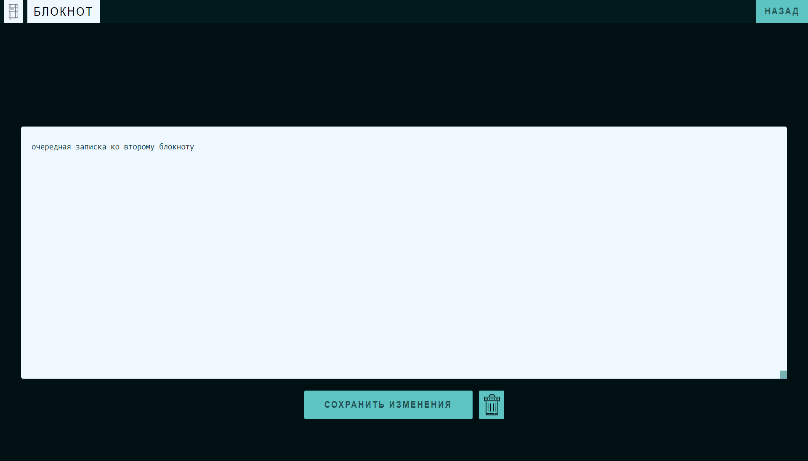 БЛОКНОТ
НАЗАД
очередная записка ко второму блокноту
СОХРАНИТЬ ИЗМЕНЕНИЯ